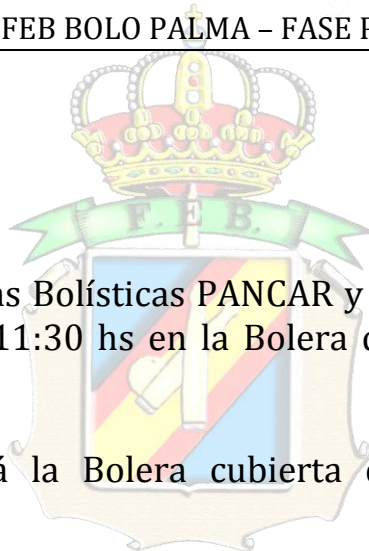 FEB BOLO PALMA – FASE
F. E. B.
as Bolísticas PANCAR y
11:30 hs en la Bolera
la Bolera cubierta